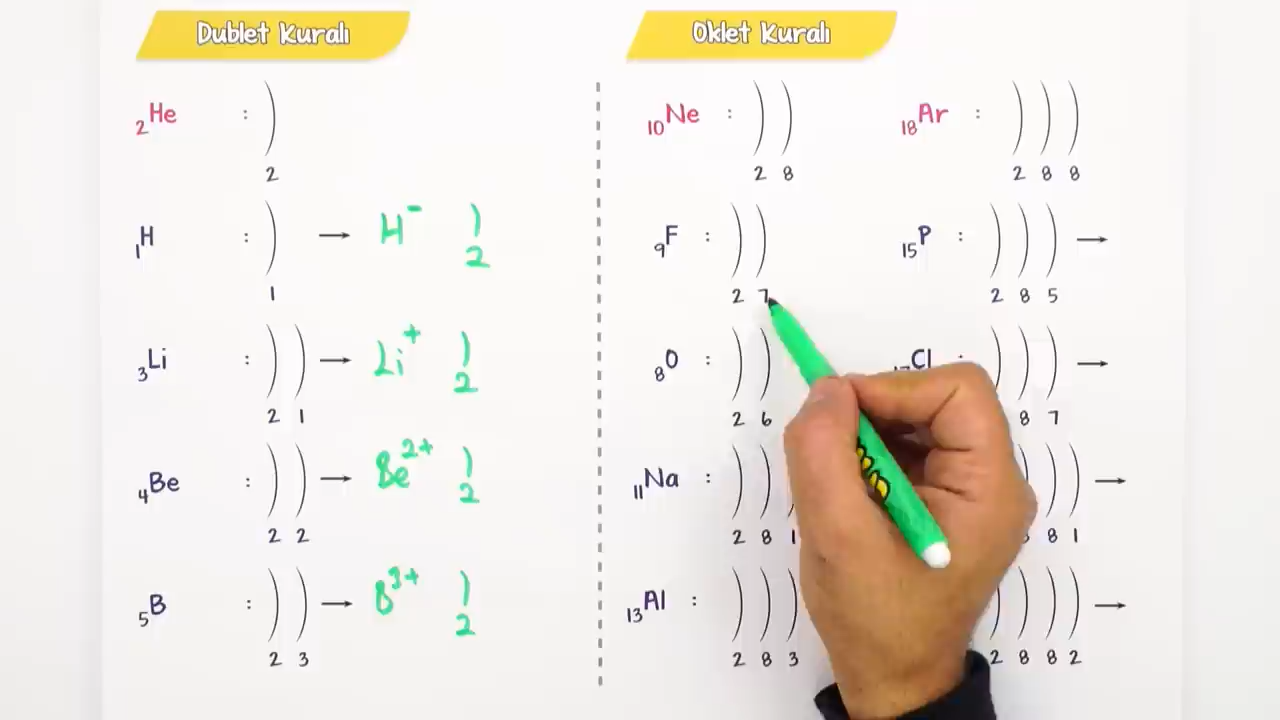 Dublet Kuralı
2He : )
2
1H : ) → H⁻ )
1 2
3Li : ) ) → Li⁺ )
2 1 2
4Be : ) ) → Be²⁺ )
2 2 2
5B : ) ) → B³⁺ )
2 3 2
Oklet Kuralı
10Ne : ) )
2 8
9F : ) )
2 7
8O : ) )
2 6
11Na : ) ) )
2 8 1
13Al : ) ) )
2 8 3
18Ar : ) ) )
2 8 8
15P : ) ) ) →
2 8 5
Cl : ) ) →
8 7
) ) →
8 1
) ) ) ) →
2 8 8 2